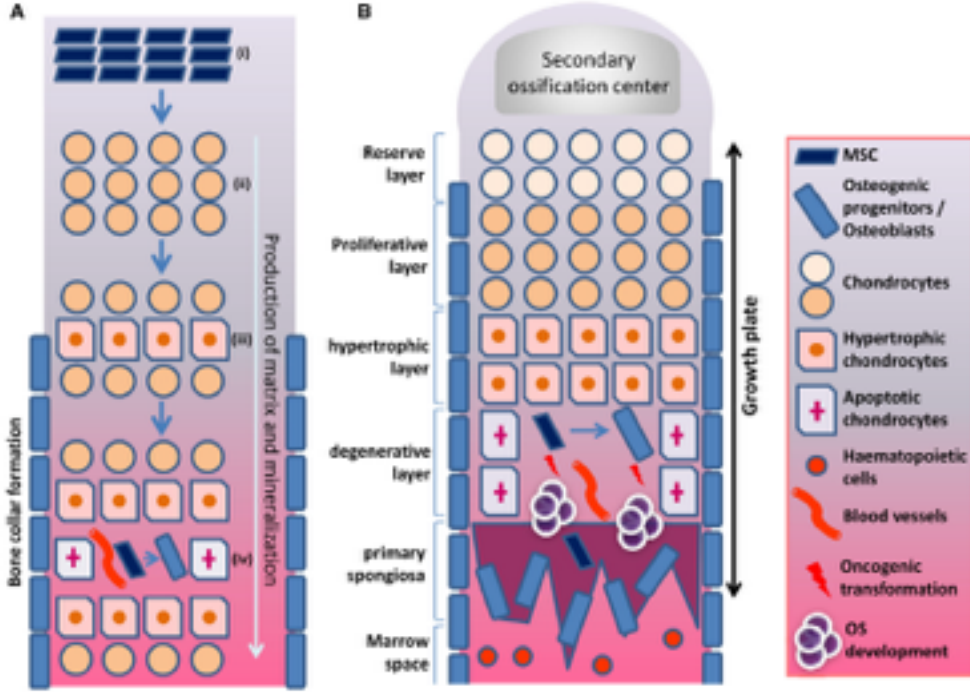 A
(i)
(ii)
(iii)
(iv)
Production of matrix and mineralization
Bone collar formation
B
Secondary
ossification center
Reserve
layer
Proliferative
layer
hypertrophic
layer
degenerative
layer
primary
spongiosa
Marrow
space
Growth plate
MSC
Osteogenic
progenitors /
Osteoblasts
Chondrocytes
Hypertrophic
chondrocytes
Apoptotic
chondrocytes
Haematopoietic
cells
Blood vessels
Oncogenic
transformation
OS
development